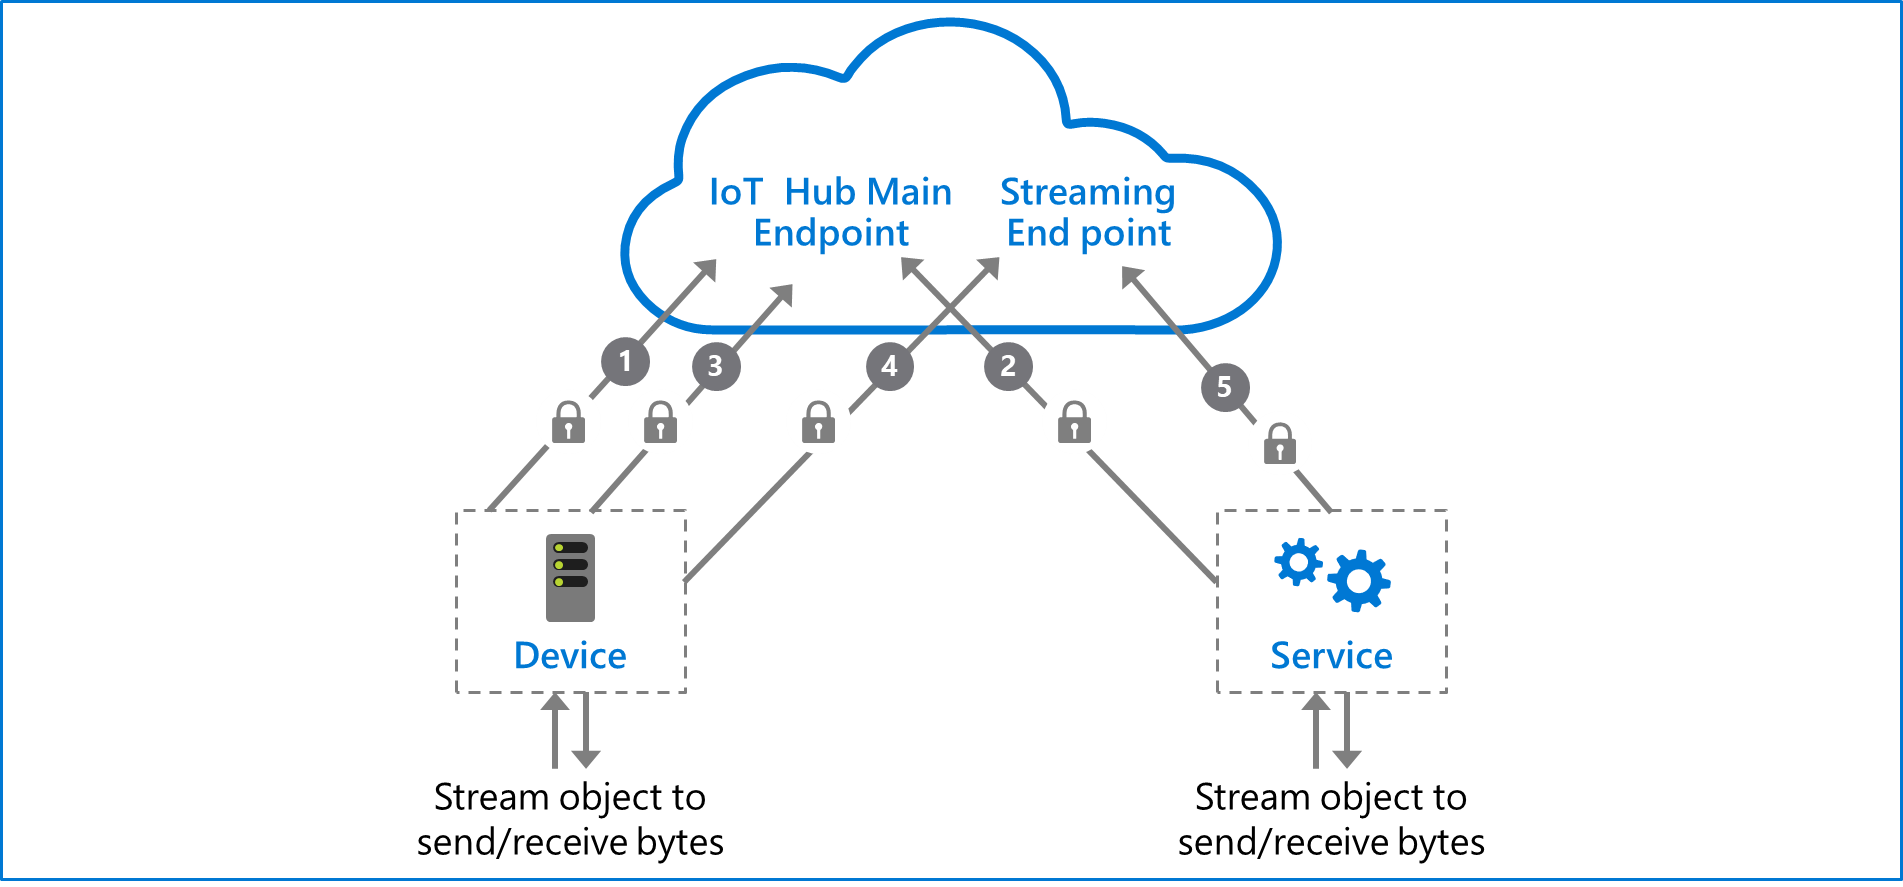 IoT Hub Main
Endpoint
Streaming
End point
1
3
4
2
5
Device
Service
Stream object to
send/receive bytes
Stream object to
send/receive bytes